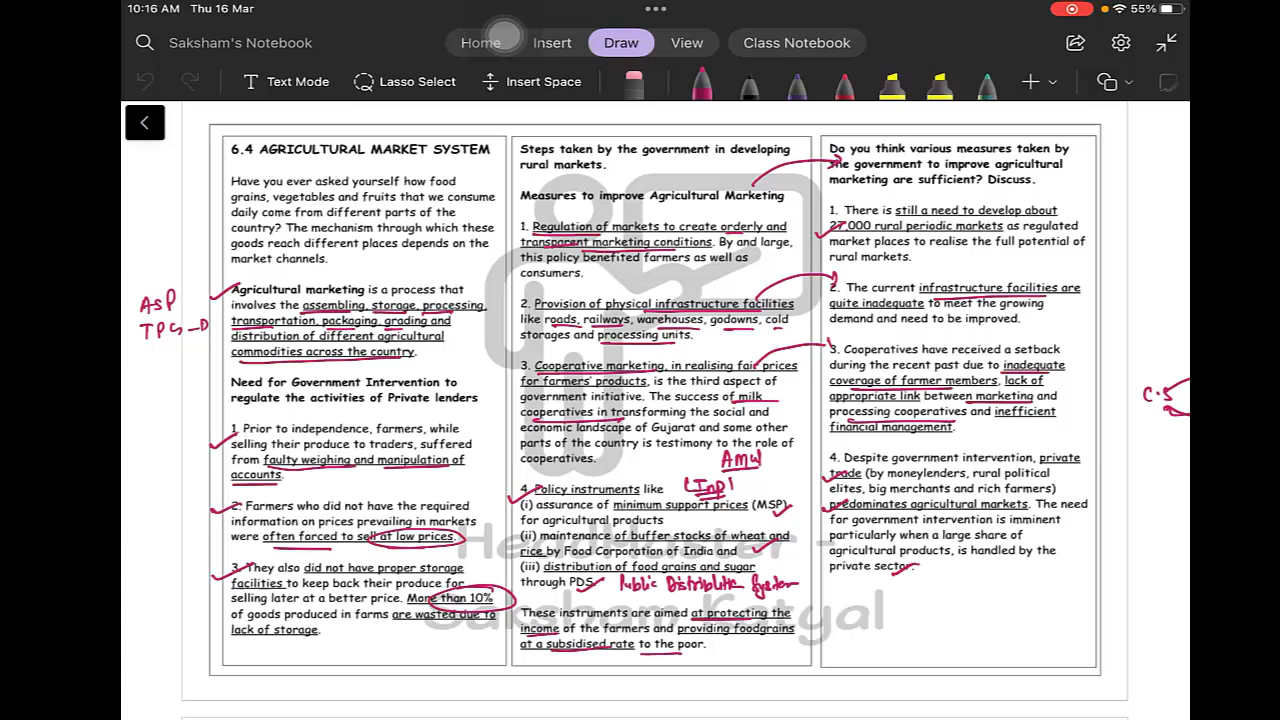 10:16 AM Thu 16 Mar
55%
Saksham's Notebook
Home
Insert
Draw
View
Class Notebook
Text Mode
Lasso Select
Insert Space
6.4 AGRICULTURAL MARKET SYSTEM
Have you ever asked yourself how food
grains, vegetables and fruits that we consume
daily come from different parts of the
country? The mechanism through which these
goods reach different places depends on the
market channels.
ASP
TPG-D
Agricultural marketing is a process that
involves the assembling, storage, processing,
transportation, packaging, grading and
distribution of different agricultural
commodities across the country.
Need for Government Intervention to
regulate the activities of Private lenders
1. Prior to independence, farmers, while
selling their produce to traders, suffered
from faulty weighing and manipulation of
accounts.
2. Farmers who did not have the required
information on prices prevailing in markets
were often forced to sell at low prices.
3. They also did not have proper storage
facilities to keep back their produce for
selling later at a better price. More than 10%
of goods produced in farms are wasted due to
lack of storage.
Steps taken by the government in developing
rural markets.
Measures to improve Agricultural Marketing
1. Regulation of markets to create orderly and
transparent marketing conditions. By and large,
this policy benefited farmers as well as
consumers.
2. Provision of physical infrastructure facilities
like roads, railways, warehouses, godowns, cold
storages and processing units.
3. Cooperative marketing, in realising fair prices
for farmers' products, is the third aspect of
government initiative. The success of milk
cooperatives in transforming the social and
economic landscape of Gujarat and some other
parts of the country is testimony to the role of
cooperatives.
AMUL
(Imp)
4. Policy instruments like
(i) assurance of minimum support prices (MSP)
for agricultural products
(ii) maintenance of buffer stocks of wheat and
rice by Food Corporation of India and
(iii) distribution of food grains and sugar
through PDS. Public Distribution System
These instruments are aimed at protecting the
income of the farmers and providing foodgrains
at a subsidised rate to the poor.
Do you think various measures taken by
the government to improve agricultural
marketing are sufficient? Discuss.
1. There is still a need to develop about
27,000 rural periodic markets as regulated
market places to realise the full potential of
rural markets.
2. The current infrastructure facilities are
quite inadequate to meet the growing
demand and need to be improved.
3. Cooperatives have received a setback
during the recent past due to inadequate
coverage of farmer members, lack of
appropriate link between marketing and
processing cooperatives and inefficient
financial management.
4. Despite government intervention, private
trade (by moneylenders, rural political
elites, big merchants and rich farmers)
predominates agricultural markets. The need
for government intervention is imminent
particularly when a large share of
agricultural products, is handled by the
private sector.
C.S
HeadMaster -
Saksham Katyal